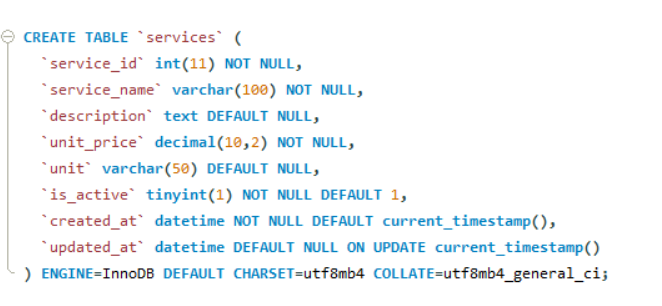 CREATE TABLE `services` (
`service_id` int(11) NOT NULL,
`service_name` varchar(100) NOT NULL,
`description` text DEFAULT NULL,
`unit_price` decimal(10,2) NOT NULL,
`unit` varchar(50) DEFAULT NULL,
`is_active` tinyint(1) NOT NULL DEFAULT 1,
`created_at` datetime NOT NULL DEFAULT current_timestamp(),
`updated_at` datetime DEFAULT NULL ON UPDATE current_timestamp()
) ENGINE=InnoDB DEFAULT CHARSET=utf8mb4 COLLATE=utf8mb4_general_ci;